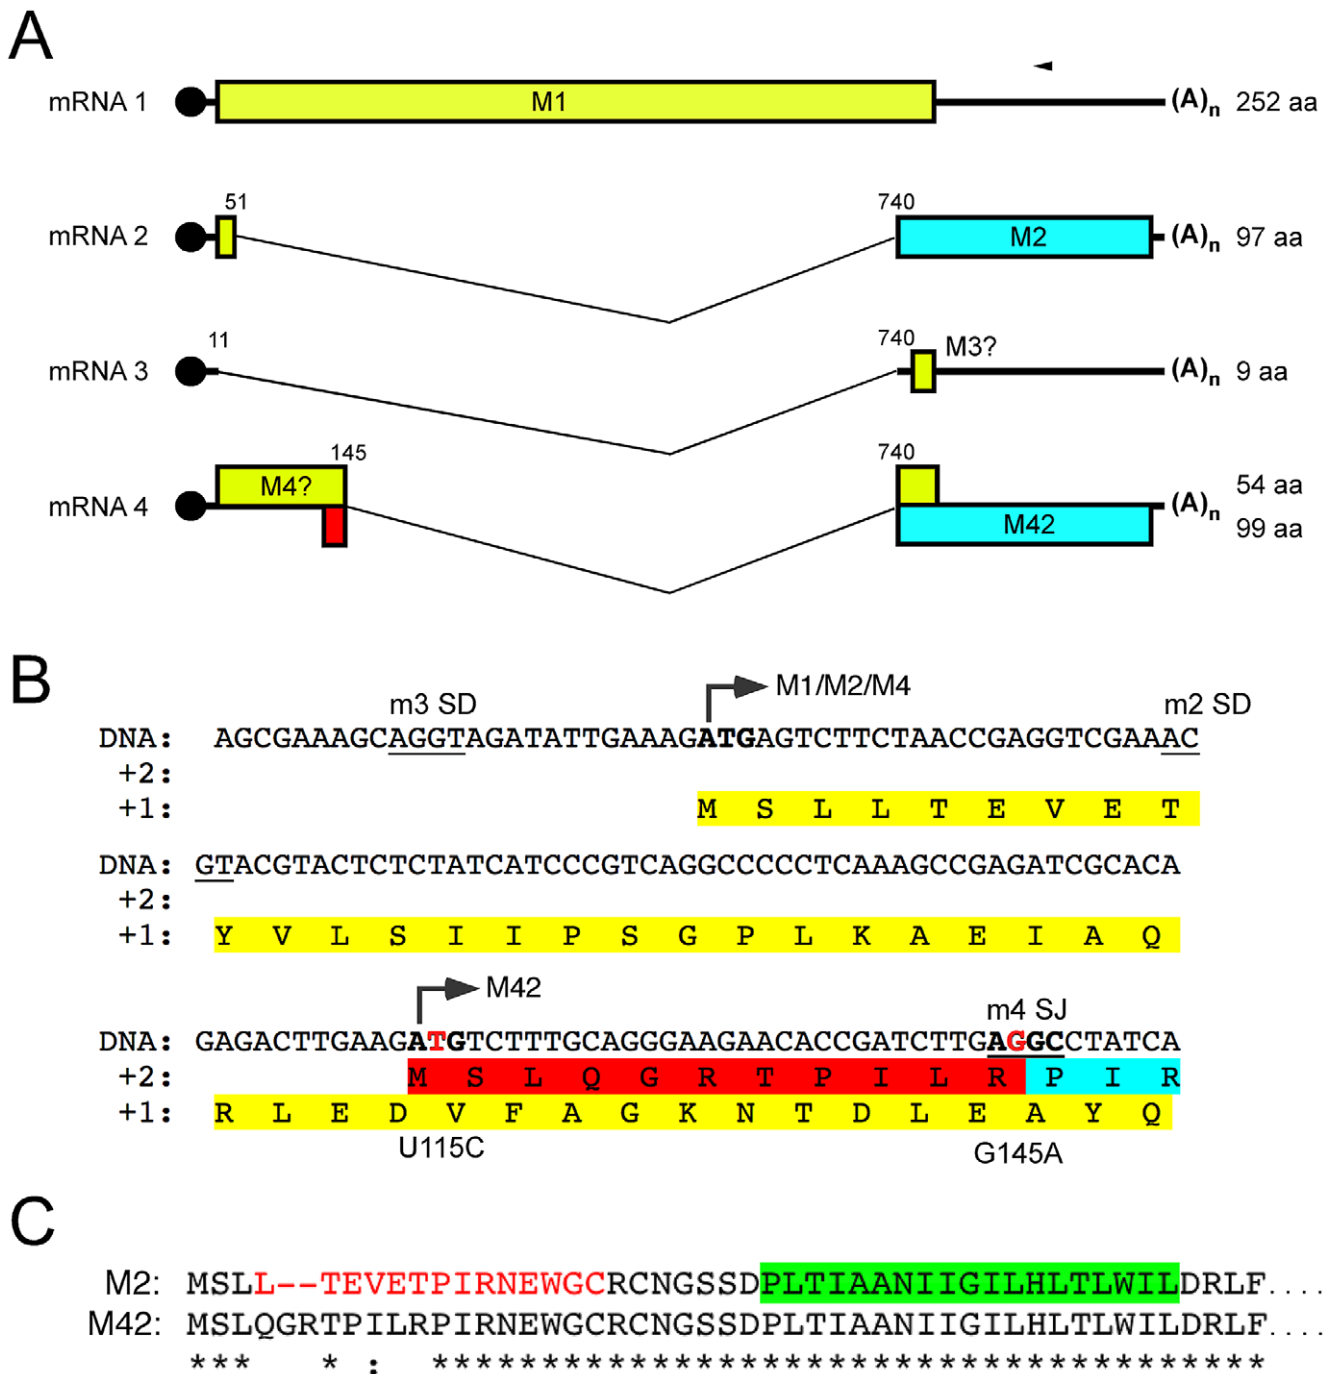 A
mRNA 1 M1 (A)n 252 aa
51 740
mRNA 2 M2 (A)n 97 aa
11 740 M3?
mRNA 3 (A)n 9 aa
145 740
M4? 54 aa
mRNA 4 (A)n
M42 99 aa
B
M1/M2/M4
m3 SD m2 SD
DNA: AGCGAAAGCAGGTAGATATTGAAAGATGAGTCTTCTAACCGAGGTCGAAAC
+2:
+1: M S L L T E V E T
DNA: GTACGTACTCTCTATCATCCCGTCAGGCCCCCTCAAAGCCGAGATCGCACA
+2:
+1: Y V L S I I P S G P L K A E I A Q
M42
m4 SJ
DNA: GAGACTTGAAGATGTCTTTGCAGGGAAGAACACCGATCTTGAGGCCTATCA
+2: M S L Q G R T P I L R P I R
+1: R L E D V F A G K N T D L E A Y Q
U115C G145A
C
M2: MSLL--TEVETPIRNEWGCRCNGSSDPLTIAANIIGILHLTLWILDRLF....
M42: MSLQGRTPILRPIRNEWGCRCNGSSDPLTIAANIIGILHLTLWILDRLF....
*** * : **************************************